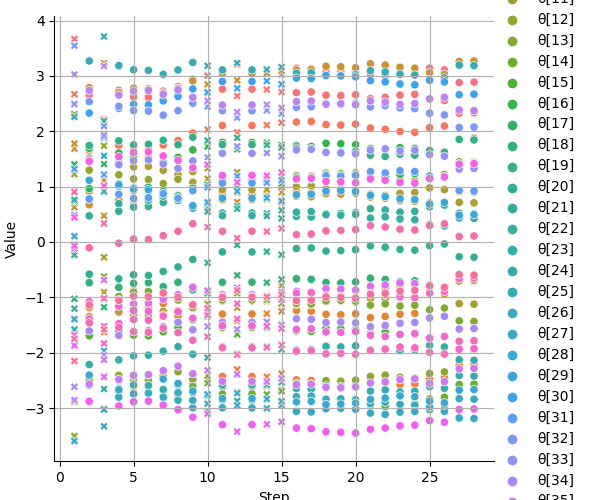 4
3
2
1
0
−1
−2
−3
Value
0
5
10
15
20
25
Step
θ[11]
θ[12]
θ[13]
θ[14]
θ[15]
θ[16]
θ[17]
θ[18]
θ[19]
θ[20]
θ[21]
θ[22]
θ[23]
θ[24]
θ[25]
θ[26]
θ[27]
θ[28]
θ[29]
θ[30]
θ[31]
θ[32]
θ[33]
θ[34]
θ[35]